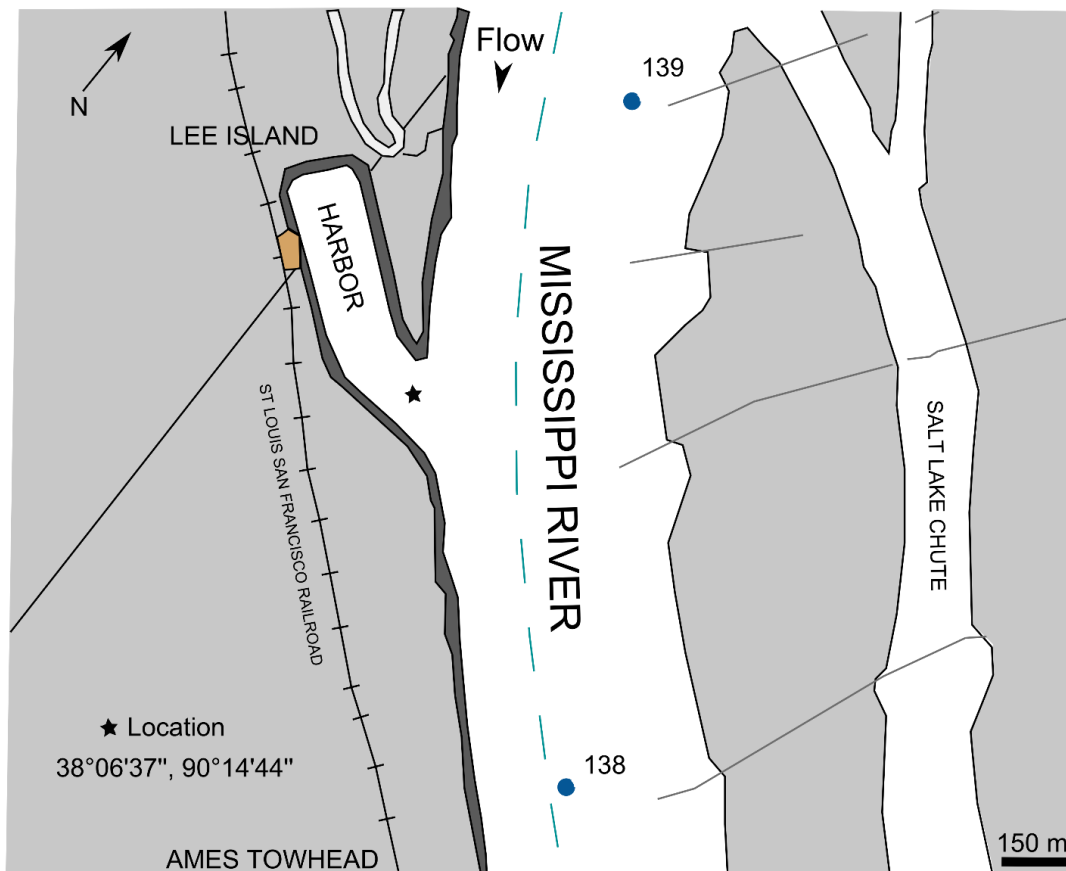 Flow
139
N
LEE ISLAND
HARBOR
MISSISSIPPI RIVER
ST LOUIS SAN FRANCISCO RAILROAD
SALT LAKE CHUTE
Location
38°06'37", 90°14'44"
138
AMES TOWHEAD
150 m